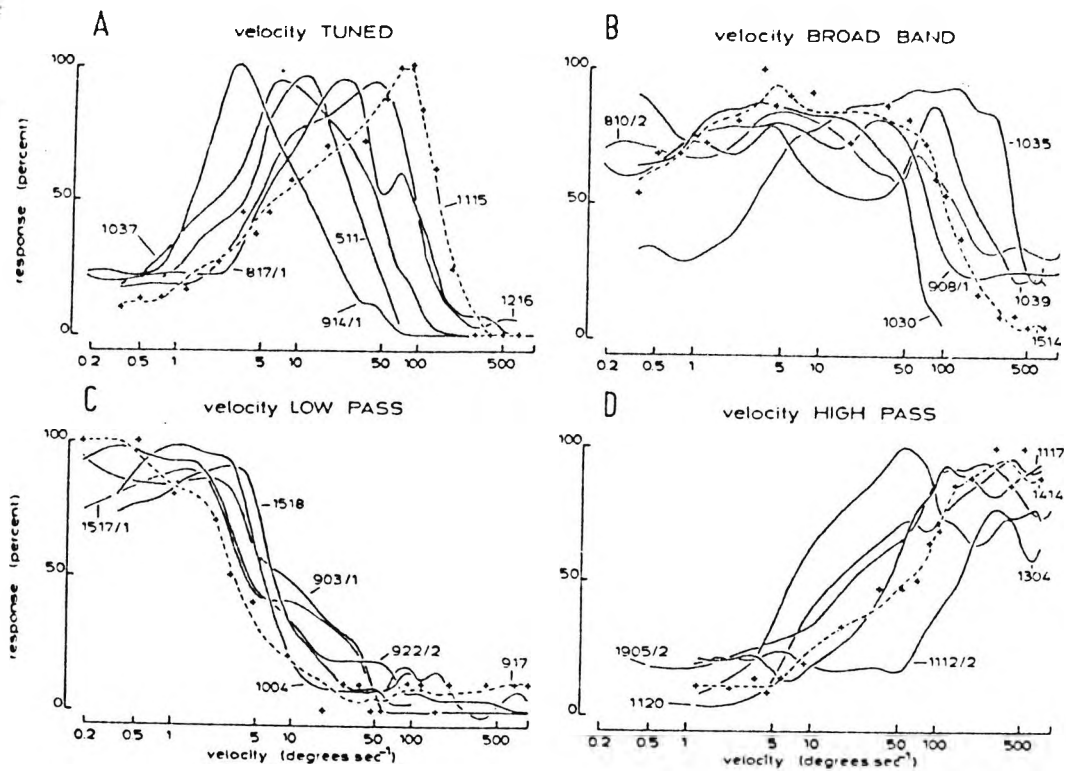 A
velocity TUNED
response (percent)
100
50
0
1037
817/1
511
914/1
1115
1216
0.2 0.5 1 5 10 50 100 500
B
velocity BROAD BAND
100
50
0
810/2
1035
908/1
1039
1030
1514
0.2 0.5 1 5 10 50 100 500
C
velocity LOW PASS
response (percent)
100
50
0
1517/1
1518
903/1
922/2
917
1004
0.2 0.5 1 5 10 50 100 500
velocity (degrees sec⁻¹)
D
velocity HIGH PASS
100
50
0
1117
1414
1304
1905/2
1112/2
1120
0.2 0.5 1 5 10 50 100 500
velocity (degrees sec⁻¹)